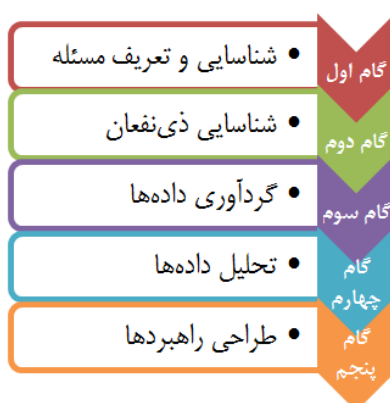 گام اول
• شناسایی و تعریف مسئله
گام دوم
• شناسایی ذی‌نفعان
گام سوم
• گردآوری داده‌ها
گام
چهارم
• تحلیل داده‌ها
گام
پنجم
• طراحی راهبردها